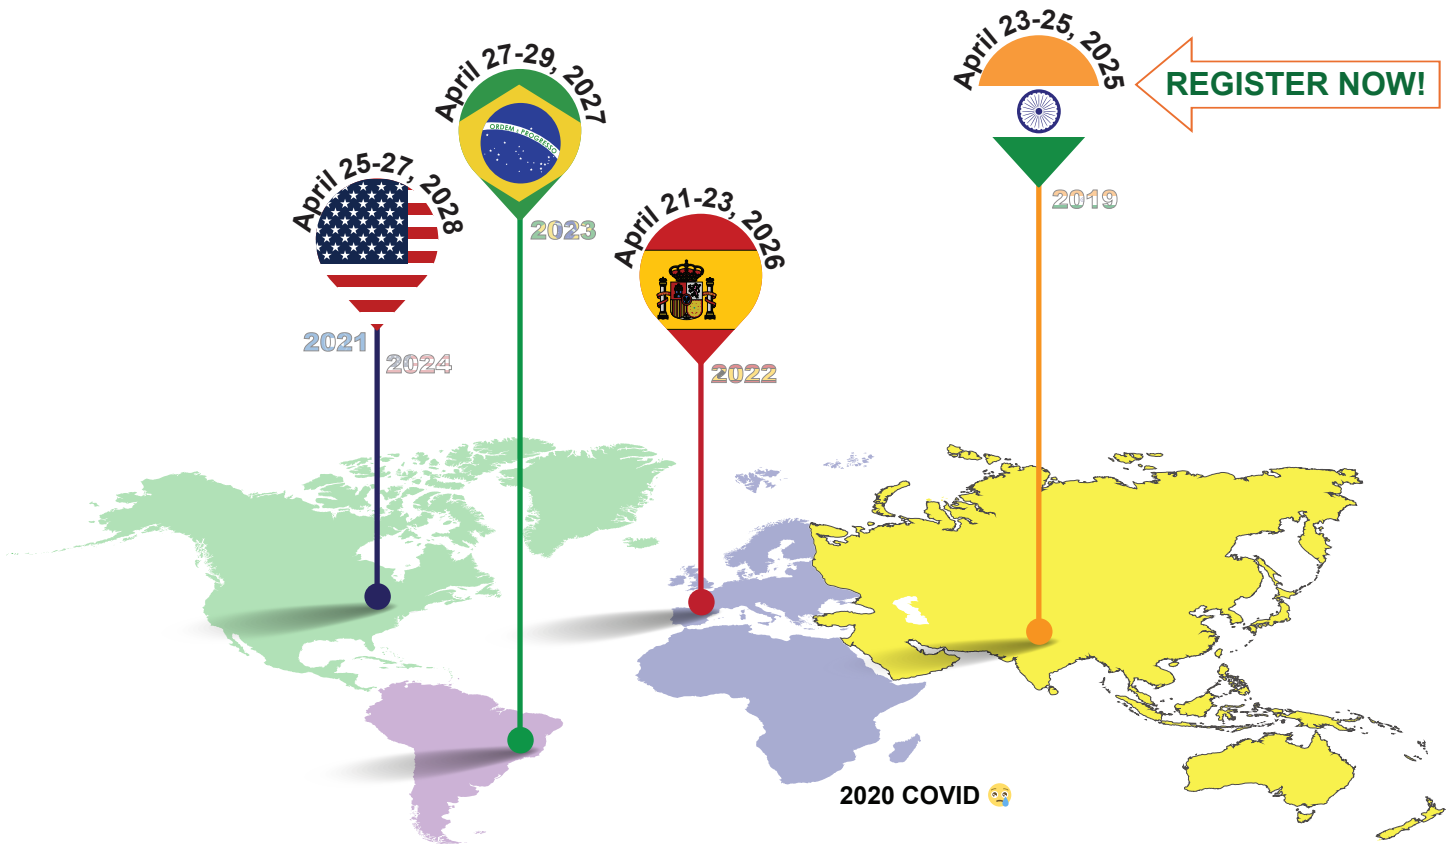 April 23-25, 2025
REGISTER NOW!
April 27-29, 2027
ORDEM E PROGRESSO
April 25-27, 2028
April 21-23, 2026
2019
2023
2021
2024
2022
2020 COVID 😢